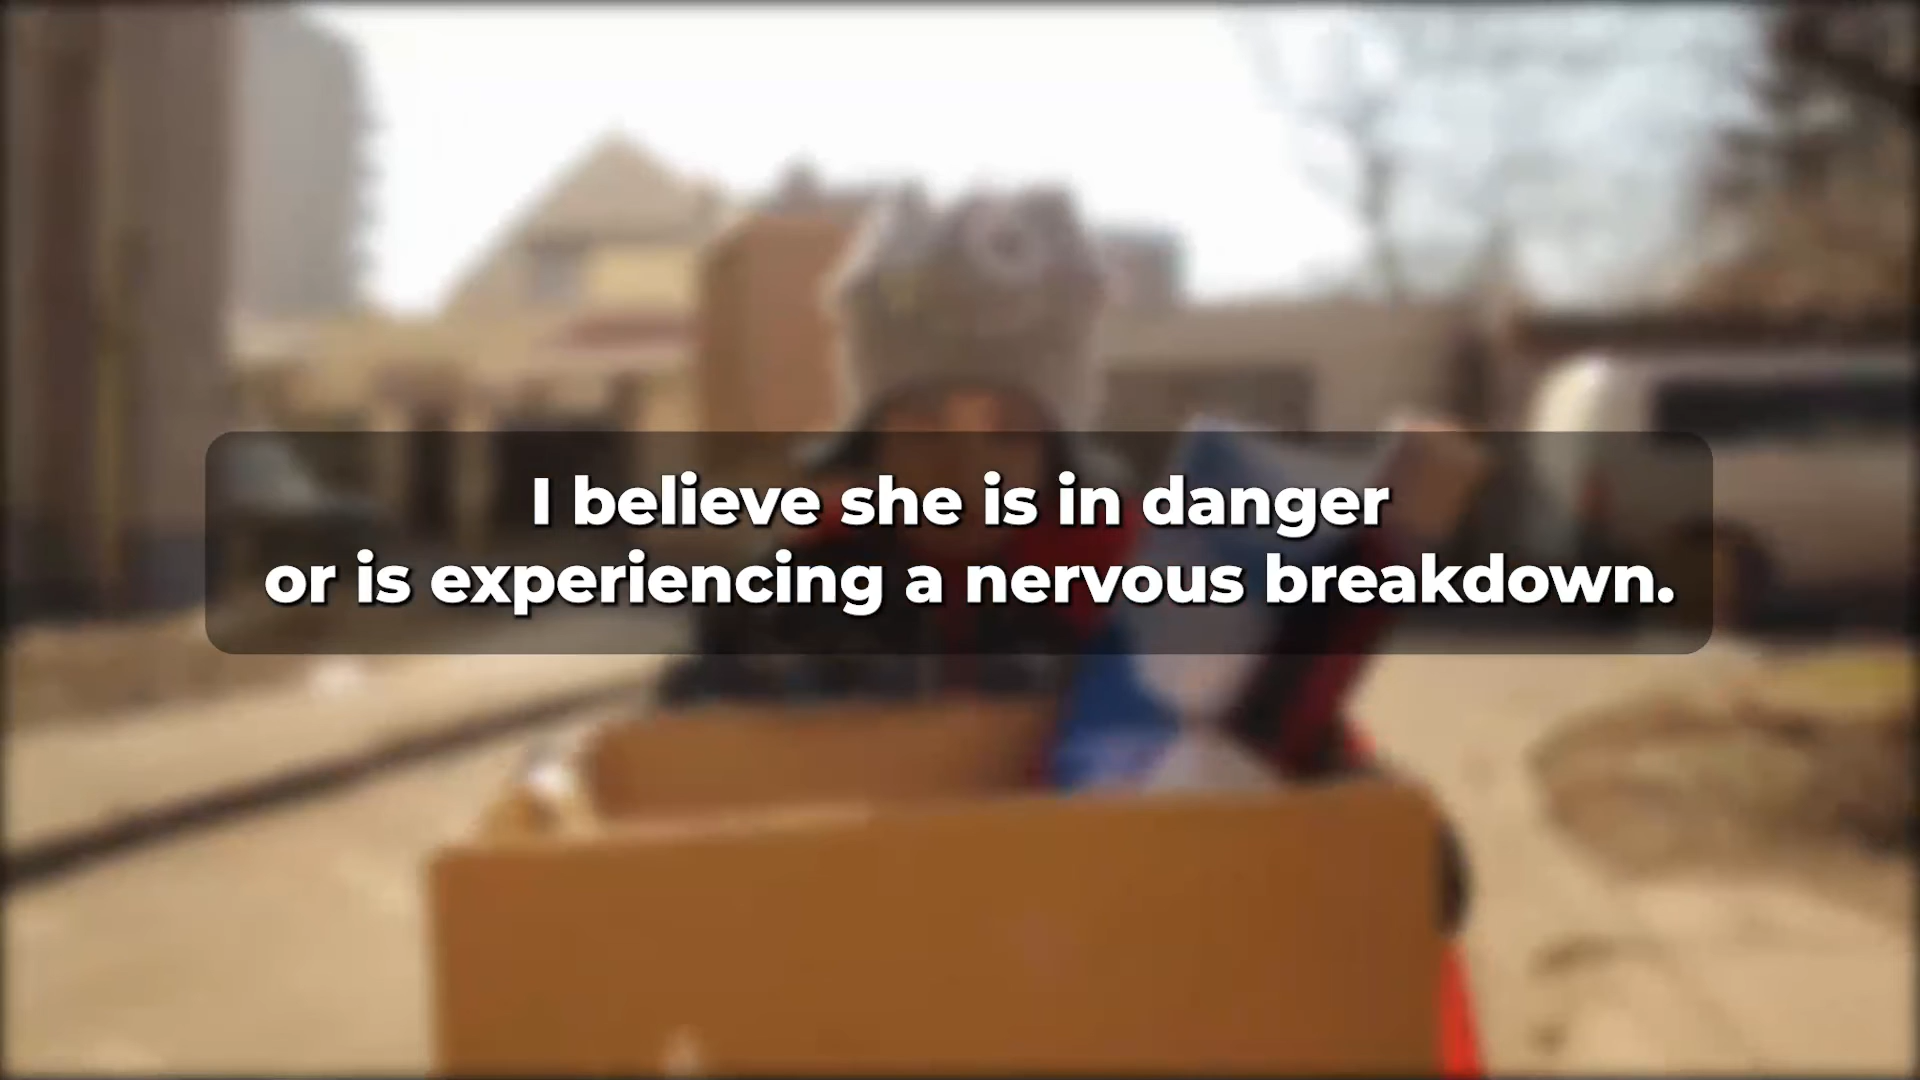 I believe she is in danger
or is experiencing a nervous breakdown.